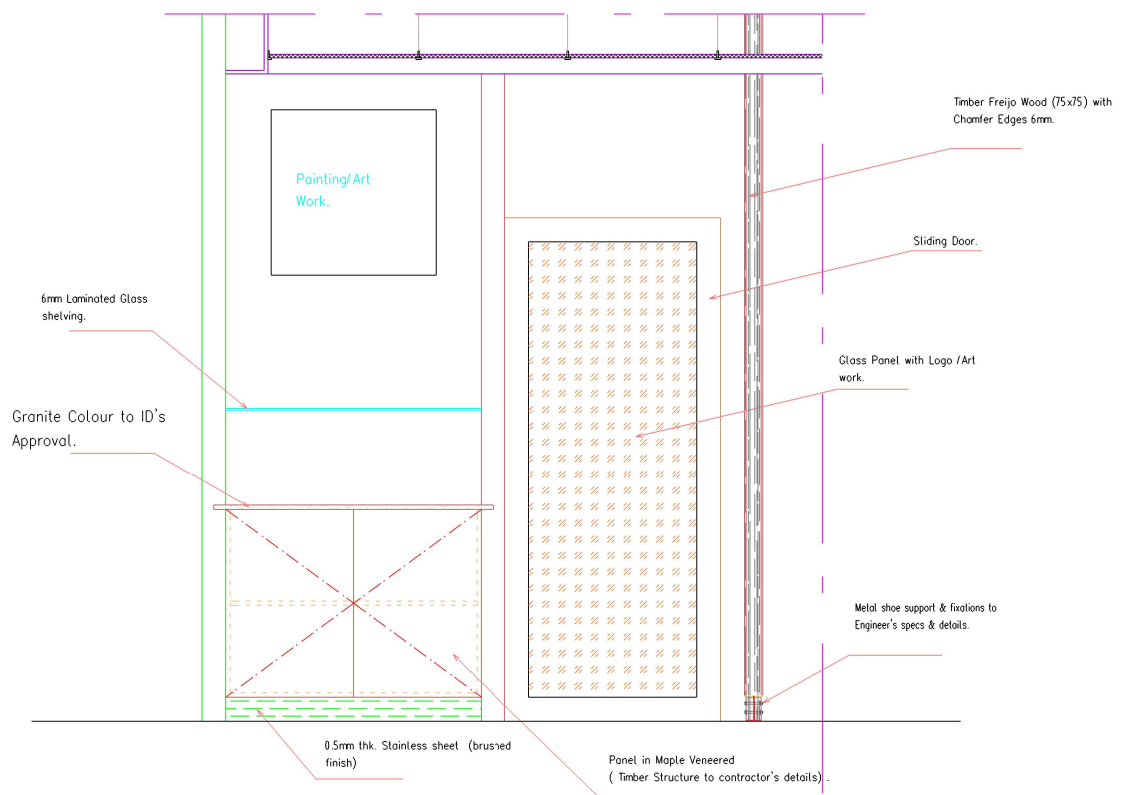 Timber Freijo Wood (75x75) with
Chamfer Edges 6mm.
Painting/Art
Work.
Sliding Door.
6mm Laminated Glass
shelving.
Glass Panel with Logo /Art
work.
Granite Colour to ID's
Approval.
Metal shoe support & fixations to
Engineer's specs & details.
0.5mm thk. Stainless sheet (brushed
finish)
Panel in Maple Veneered
( Timber Structure to contractor's details) .